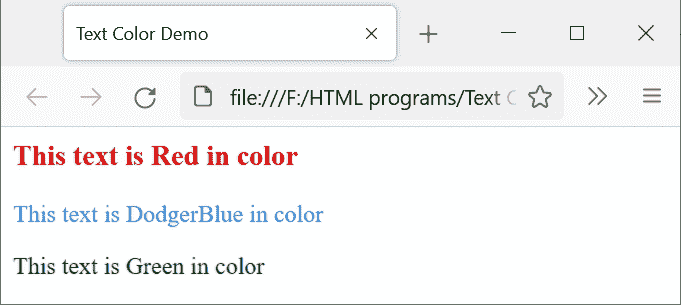 Text Color Demo
file:///F:/HTML programs/Text C
This text is Red in color
This text is DodgerBlue in color
This text is Green in color